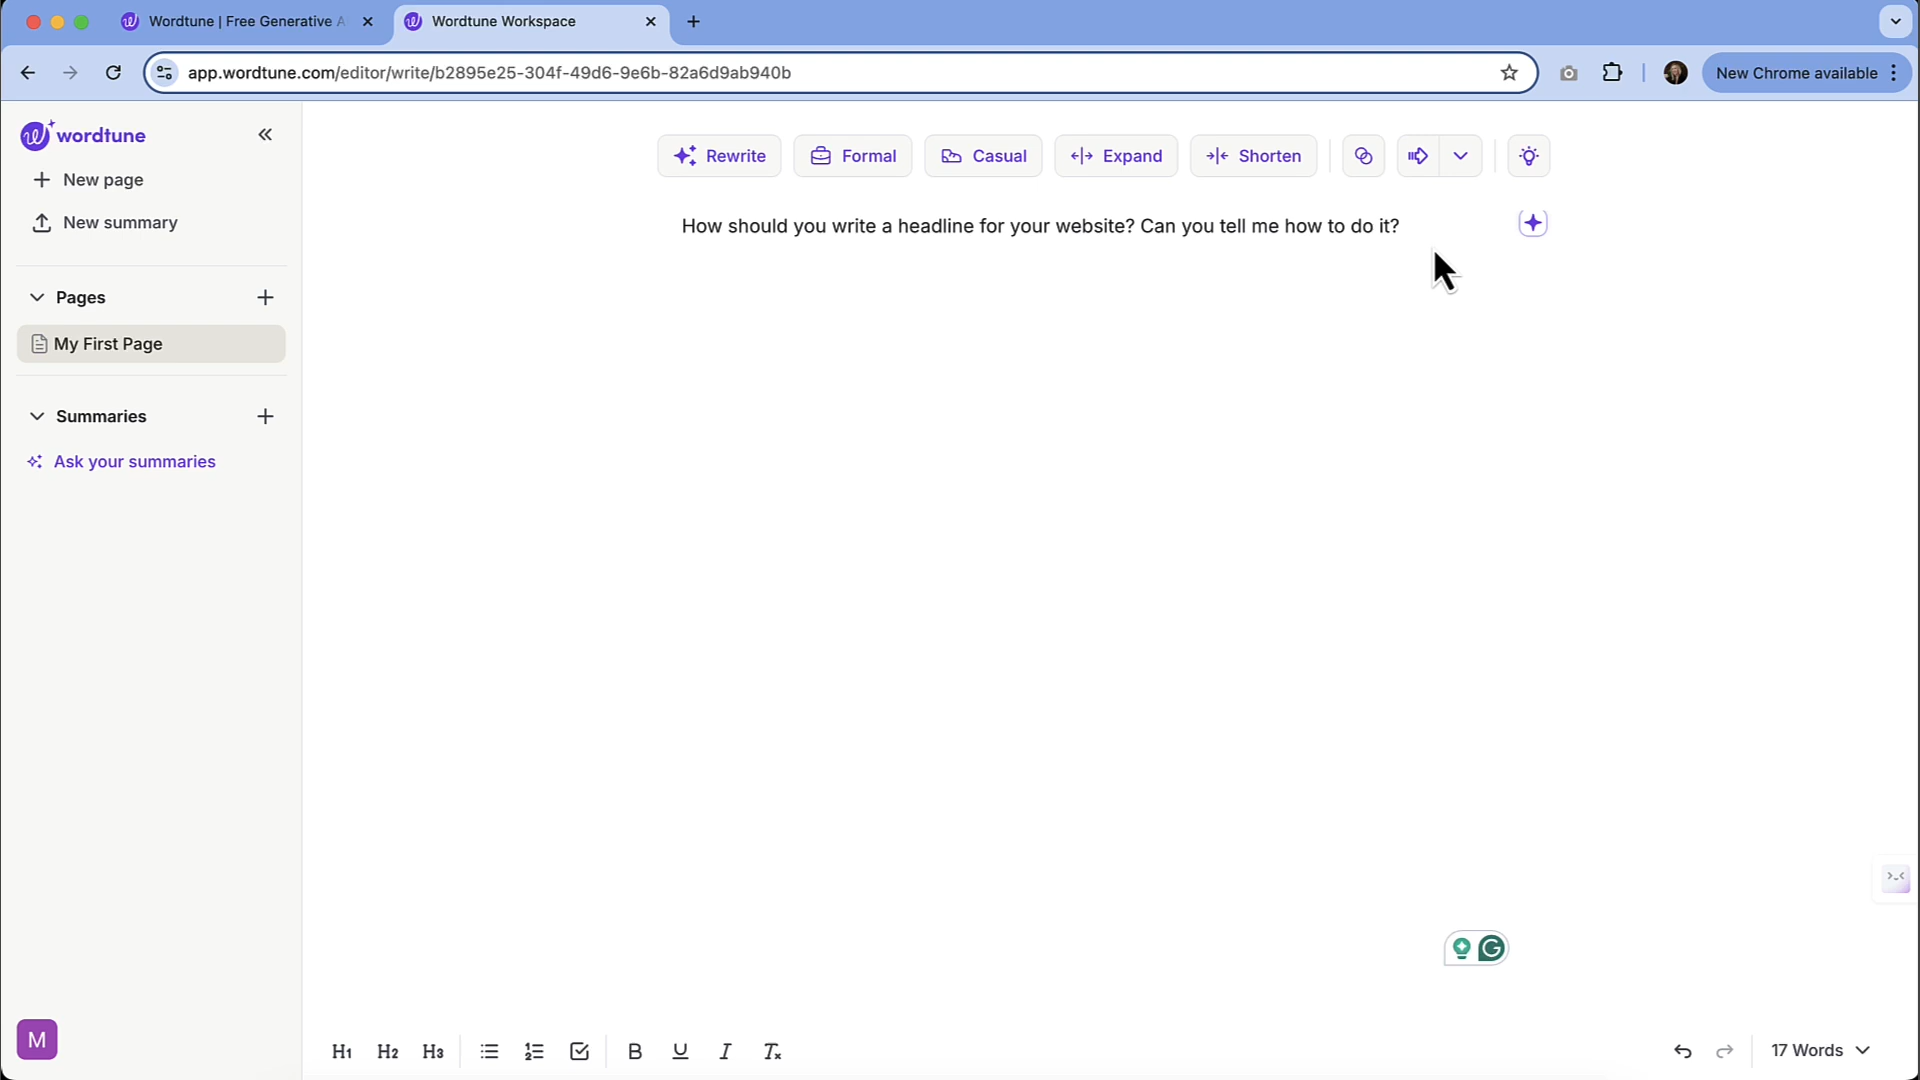 Wordtune | Free Generative A
Wordtune Workspace
app.wordtune.com/editor/write/b2895e25-304f-49d6-9e6b-82a6d9ab940b
New Chrome available
wordtune
New page
New summary
Pages
My First Page
Summaries
Ask your summaries
M
Rewrite
Formal
Casual
Expand
Shorten
How should you write a headline for your website? Can you tell me how to do it?
H1 H2 H3 B U I Tx
17 Words